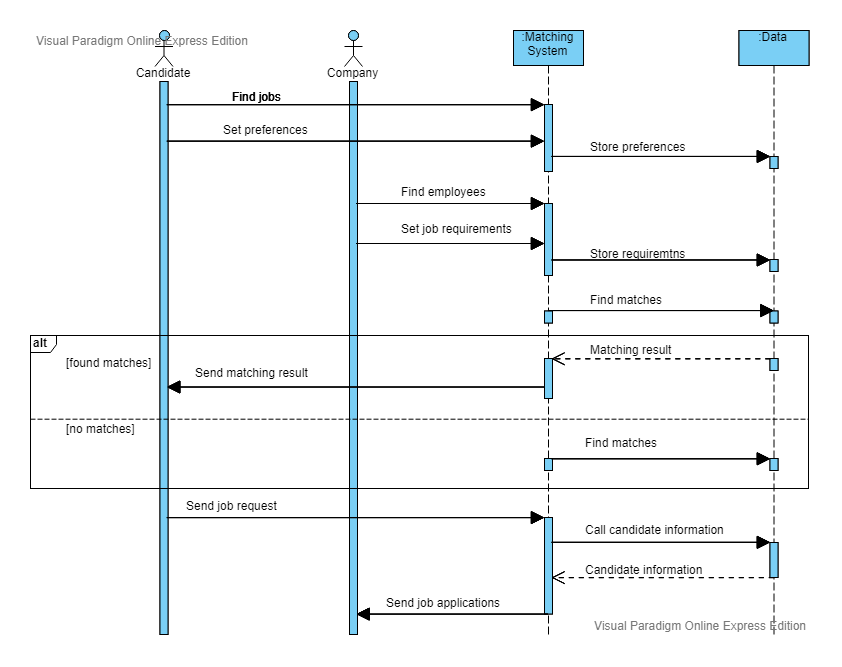 Visual Paradigm Online Express Edition
:Matching
System
:Data
Candidate
Company
Find jobs
Set preferences
Store preferences
Find employees
Set job requirements
Store requiremtns
Find matches
alt
[found matches]
Matching result
Send matching result
[no matches]
Find matches
Send job request
Call candidate information
Candidate information
Send job applications
Visual Paradigm Online Express Edition